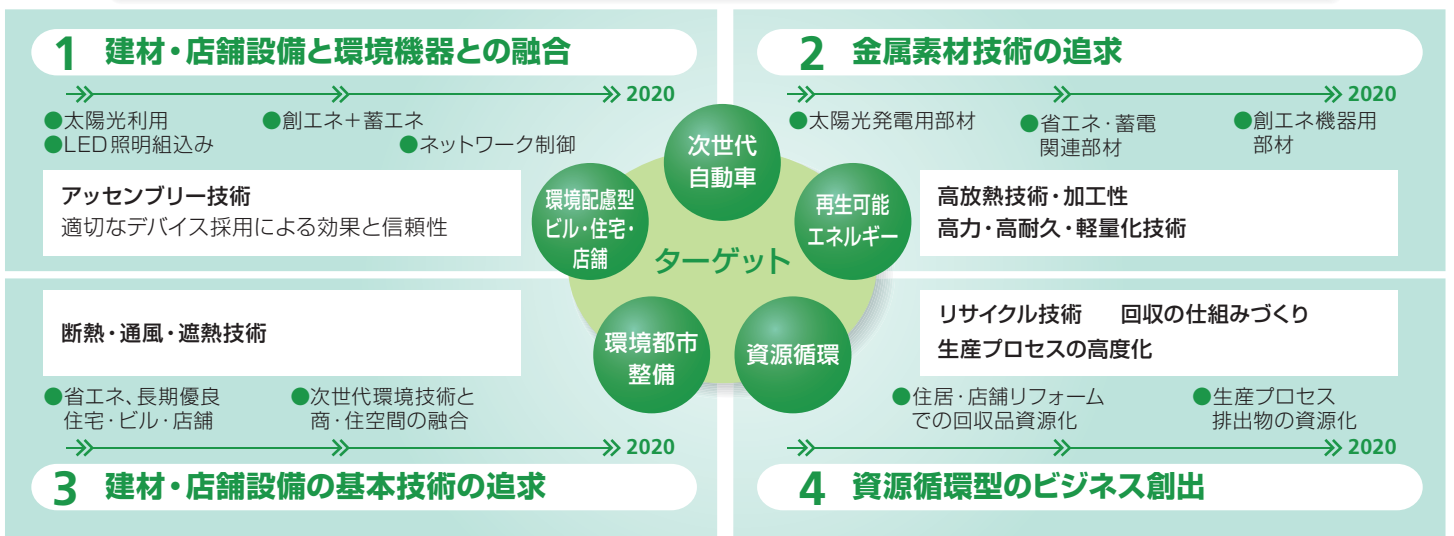 1 建材・店舗設備と環境機器との融合
2020
●太陽光利用
●創エネ+蓄エネ
●LED照明組込み
●ネットワーク制御
アッセンブリー技術
適切なデバイス採用による効果と信頼性
2 金属素材技術の追求
2020
●太陽光発電用部材
●省エネ・蓄電
関連部材
●創エネ機器用
部材
高放熱技術・加工性
高力・高耐久・軽量化技術
次世代
自動車
環境配慮型
ビル・住宅・
店舗
再生可能
エネルギー
ターゲット
環境都市
整備
資源循環
断熱・通風・遮熱技術
●省エネ、長期優良
住宅・ビル・店舗
●次世代環境技術と
商・住空間の融合
2020
3 建材・店舗設備の基本技術の追求
リサイクル技術 回収の仕組みづくり
生産プロセスの高度化
●住居・店舗リフォーム
での回収品資源化
●生産プロセス
排出物の資源化
2020
4 資源循環型のビジネス創出